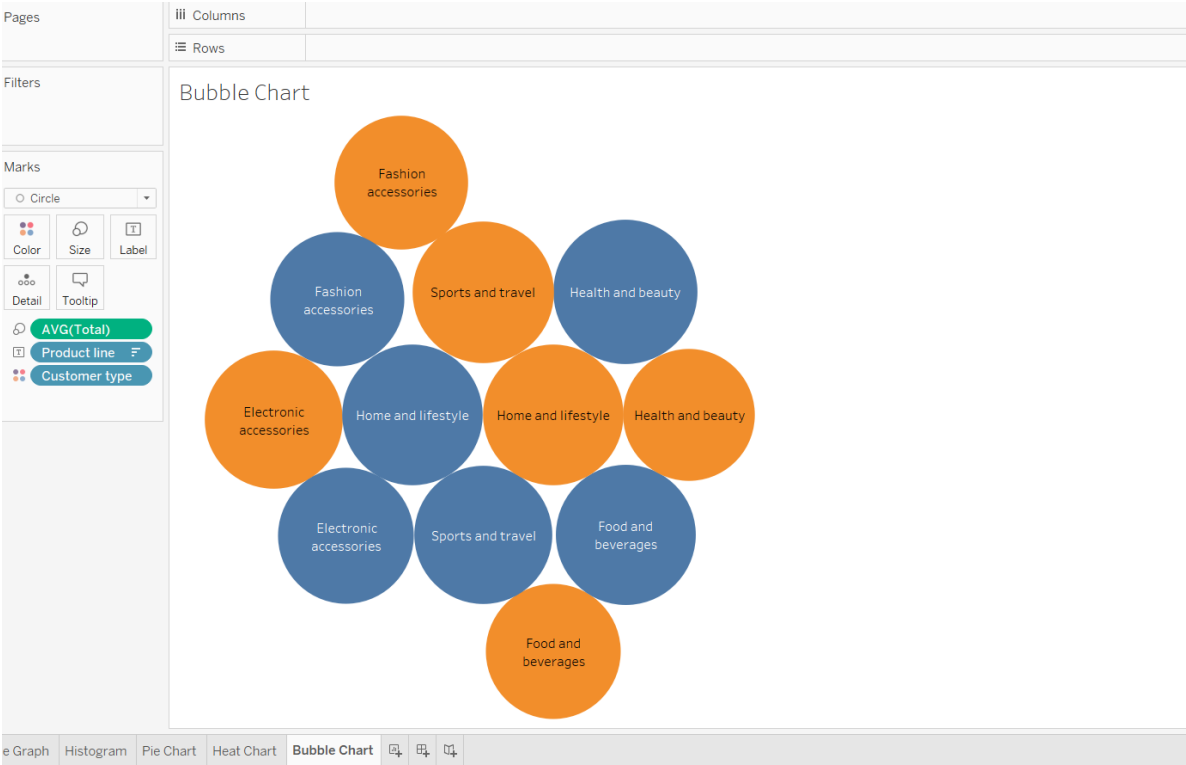 Pages
Columns
Rows
Filters
Marks
Circle
Color
Size
Label
Detail
Tooltip
AVG(Total)
Product line
Customer type
Bubble Chart
Fashion
accessories
Fashion
accessories
Sports and travel
Health and beauty
Electronic
accessories
Home and lifestyle
Home and lifestyle
Health and beauty
Electronic
accessories
Sports and travel
Food and
beverages
Food and
beverages
e Graph
Histogram
Pie Chart
Heat Chart
Bubble Chart